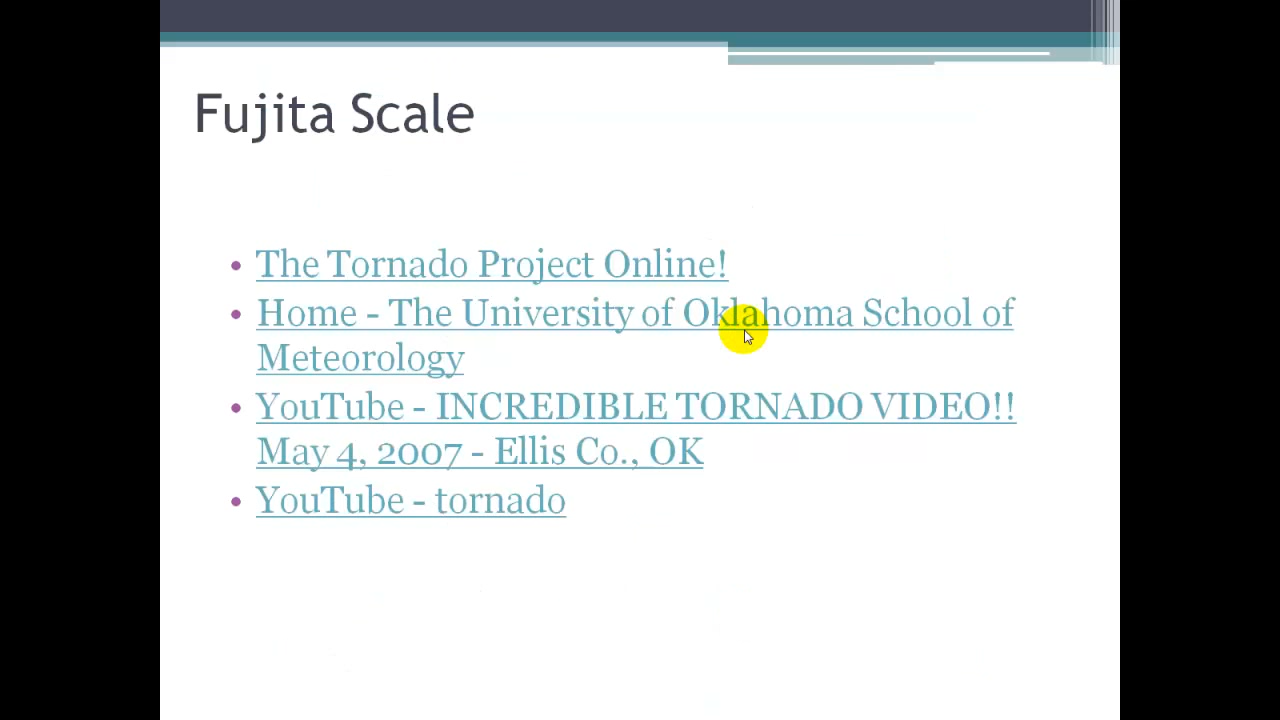 Fujita Scale
• The Tornado Project Online!
• Home - The University of Oklahoma School of
Meteorology
• YouTube - INCREDIBLE TORNADO VIDEO!!
May 4, 2007 - Ellis Co., OK
• YouTube - tornado